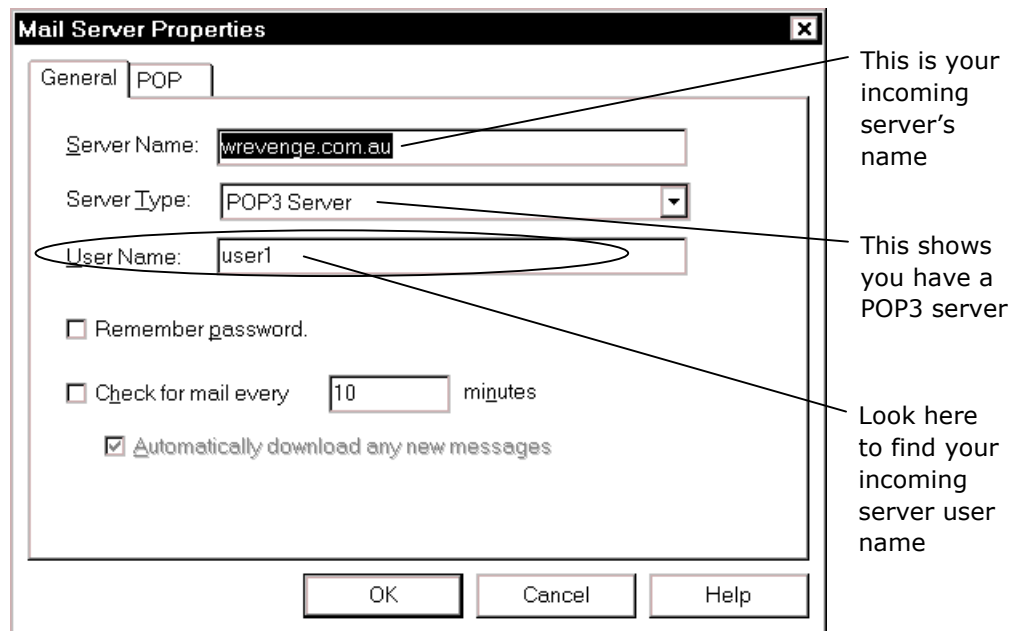 Mail Server Properties
General POP
Server Name: wrevenge.com.au
Server Type: POP3 Server
User Name: user1
Remember password.
Check for mail every 10 minutes
Automatically download any new messages
OK Cancel Help
This is your
incoming
server's
name
This shows
you have a
POP3 server
Look here
to find your
incoming
server user
name